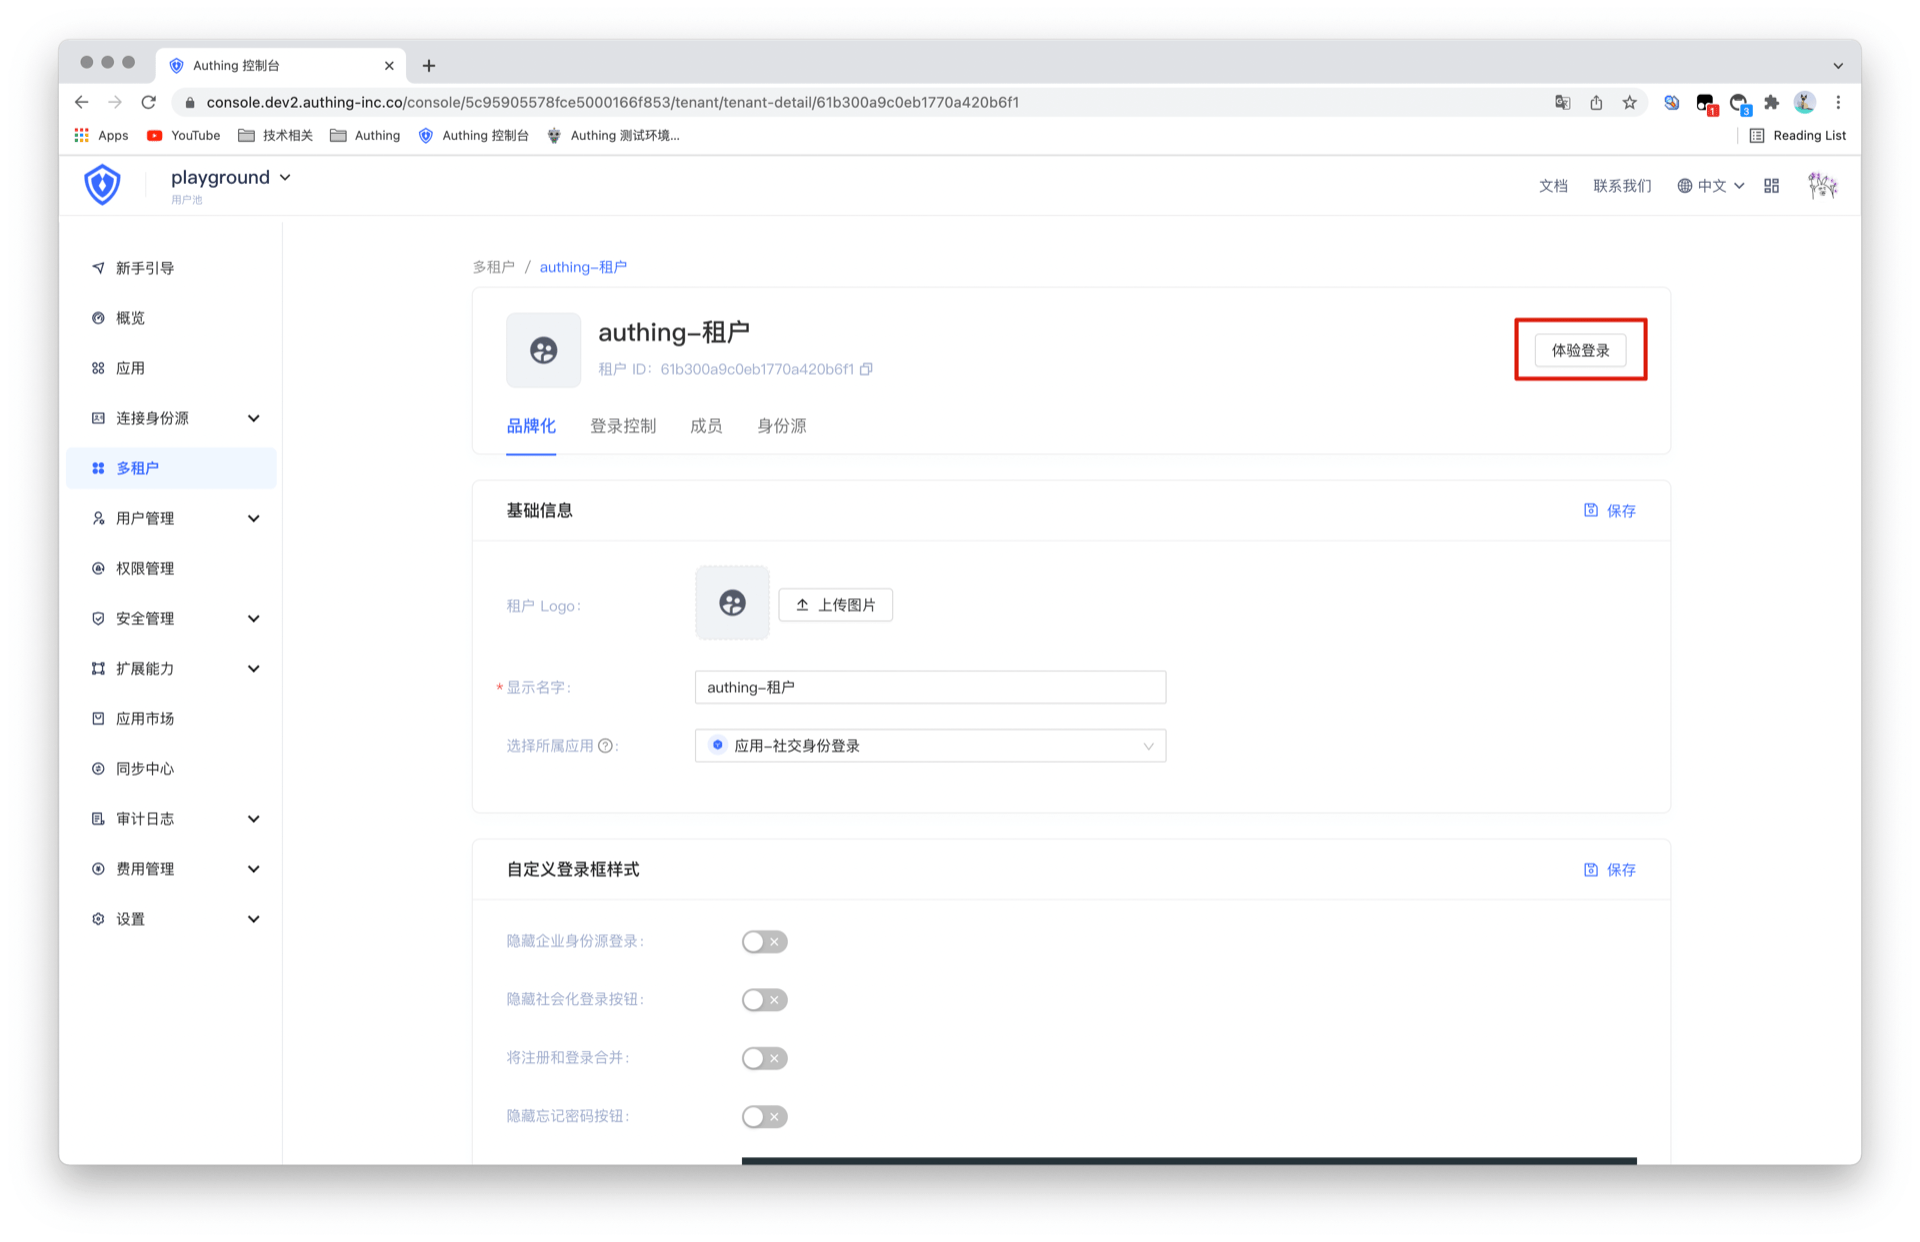 Authing 控制台
console.dev2.authing-inc.co/console/5c95905578fce5000166f853/tenant/tenant-detail/61b300a9c0eb1770a420b6f1
1
3
Apps
YouTube
技术相关
Authing
Authing 控制台
Authing 测试环境...
Reading List
playground
用户池
文档
联系我们
中文
新手引导
概览
应用
连接身份源
多租户
用户管理
权限管理
安全管理
扩展能力
应用市场
同步中心
审计日志
费用管理
设置
多租户 / authing-租户
authing-租户
租户 ID: 61b300a9c0eb1770a420b6f1
体验登录
品牌化
登录控制
成员
身份源
基础信息
保存
租户 Logo:
上传图片
* 显示名字:
authing-租户
选择所属应用 ? :
应用-社交身份登录
自定义登录框样式
保存
隐藏企业身份源登录:
隐藏社会化登录按钮:
将注册和登录合并:
隐藏忘记密码按钮: